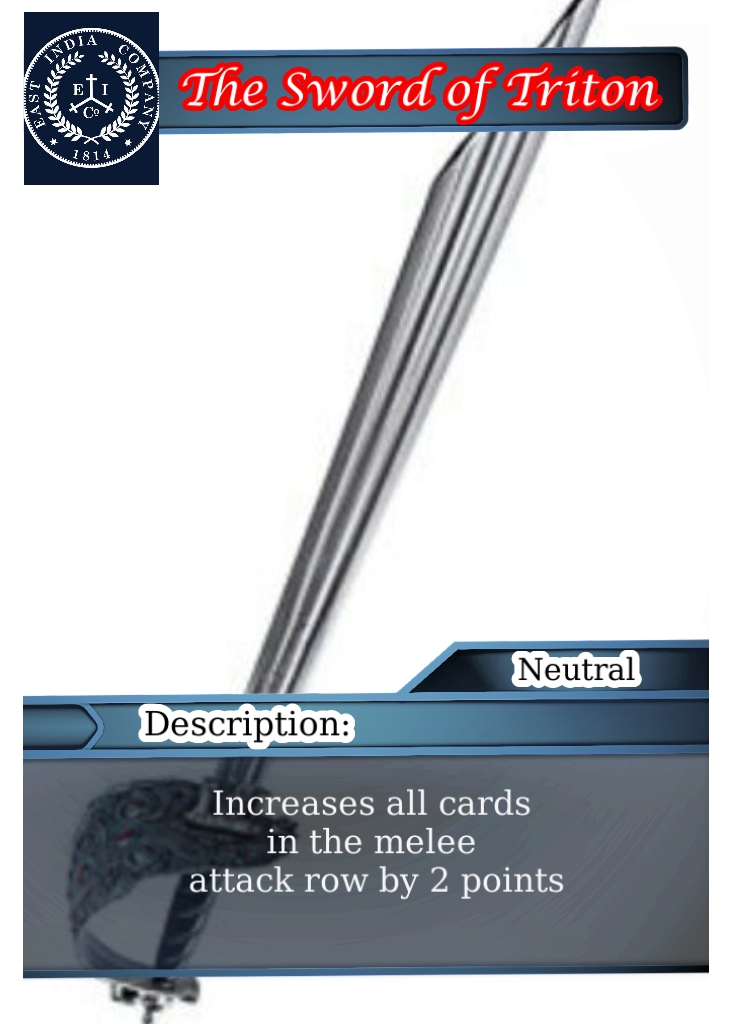 EAST INDIA COMPANY
E I
Cº
1814
The Sword of Triton
Neutral
Description:
Increases all cards
in the melee
attack row by 2 points